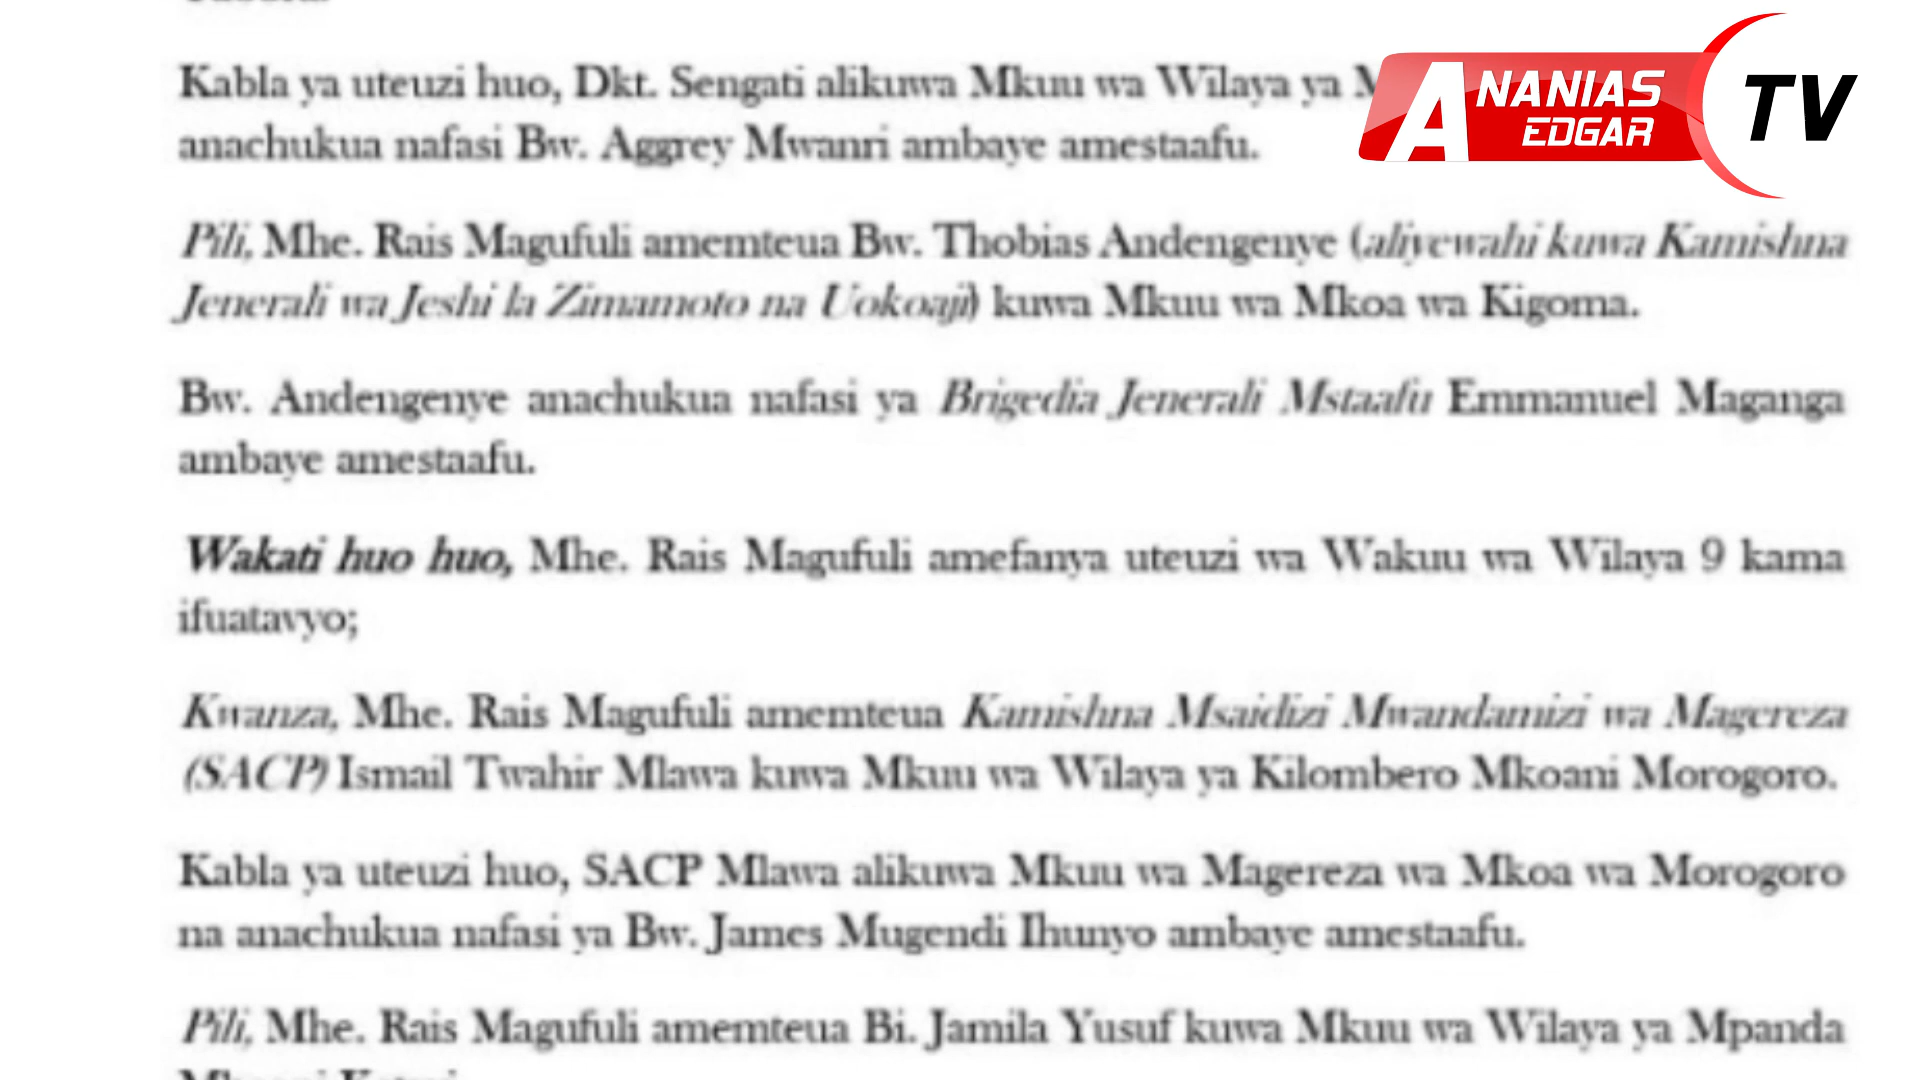 Kabla ya uteuzi huo, Dkt. Sengati alikuwa Mkuu wa Wilaya ya
anachukua nafasi Bw. Aggrey Mwanri ambaye amestaafu.
ANANIAS
EDGAR
TV
Pili, Mhe. Rais Magufuli amemteua Bw. Thobias Andengenye (aliyewahi kuwa Kamishna
Jenerali wa Jeshi la Zimamoto na Uokoaji) kuwa Mkuu wa Mkoa wa Kigoma.
Bw. Andengenye anachukua nafasi ya Brigedia Jenerali Mstaafu Emmanuel Maganga
ambaye amestaafu.
Wakati huo huo, Mhe. Rais Magufuli amefanya uteuzi wa Wakuu wa Wilaya 9 kama
ifuatavyo;
Kwanza, Mhe. Rais Magufuli amemteua Kamishna Msaidizi Mwandamizi wa Magereza
(SACP) Ismail Twahir Mlawa kuwa Mkuu wa Wilaya ya Kilombero Mkoani Morogoro.
Kabla ya uteuzi huo, SACP Mlawa alikuwa Mkuu wa Magereza wa Mkoa wa Morogoro
na anachukua nafasi ya Bw. James Mugendi Ihunyo ambaye amestaafu.
Pili, Mhe. Rais Magufuli amemteua Bi. Jamila Yusuf kuwa Mkuu wa Wilaya ya Mpanda